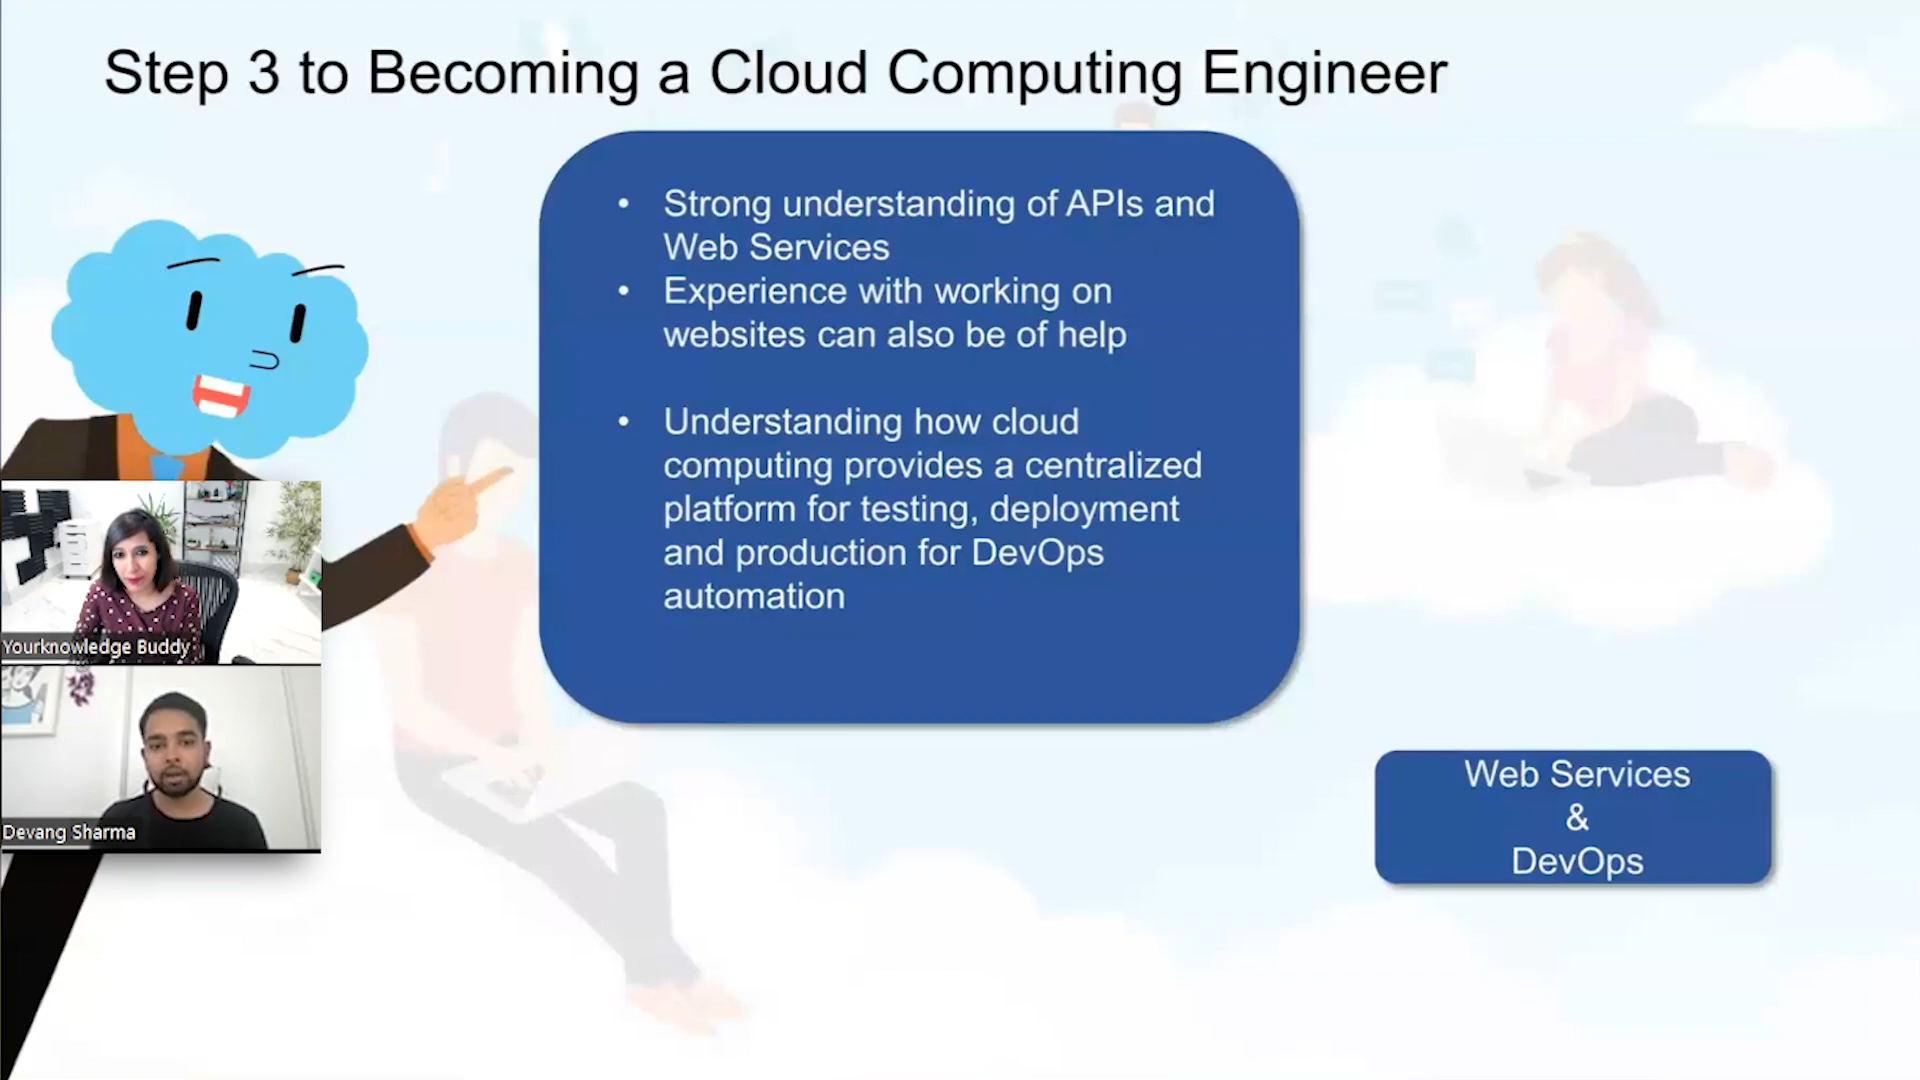 Step 3 to Becoming a Cloud Computing Engineer
• Strong understanding of APIs and
Web Services
• Experience with working on
websites can also be of help
• Understanding how cloud
computing provides a centralized
platform for testing, deployment
and production for DevOps
automation
Yourknowledge Buddy
Devang Sharma
Web Services
&
DevOps